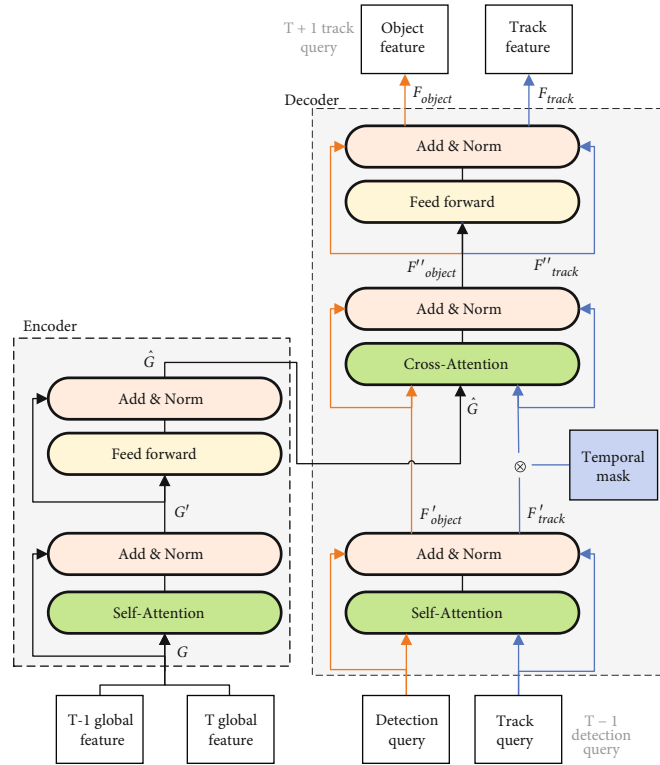 T + 1 track
query
Object
feature
Track
feature
F_object
F_track
Decoder
Add & Norm
Feed forward
F''_object
F''_track
Add & Norm
Cross-Attention
Ĝ
Temporal
mask
⊗
F'_object
F'_track
Add & Norm
Self-Attention
Detection
query
Track
query
T – 1
detection
query
Encoder
Ĝ
Add & Norm
Feed forward
G'
Add & Norm
Self-Attention
G
T-1 global
feature
T global
feature